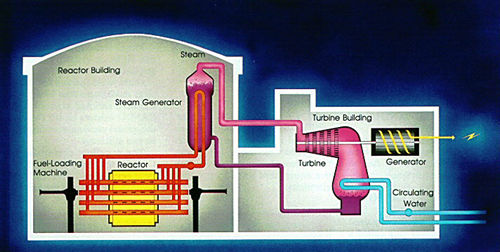 Steam
Reactor Building
Steam Generator
Turbine Building
Fuel-Loading
Machine
Reactor
Turbine
Generator
Circulating
Water